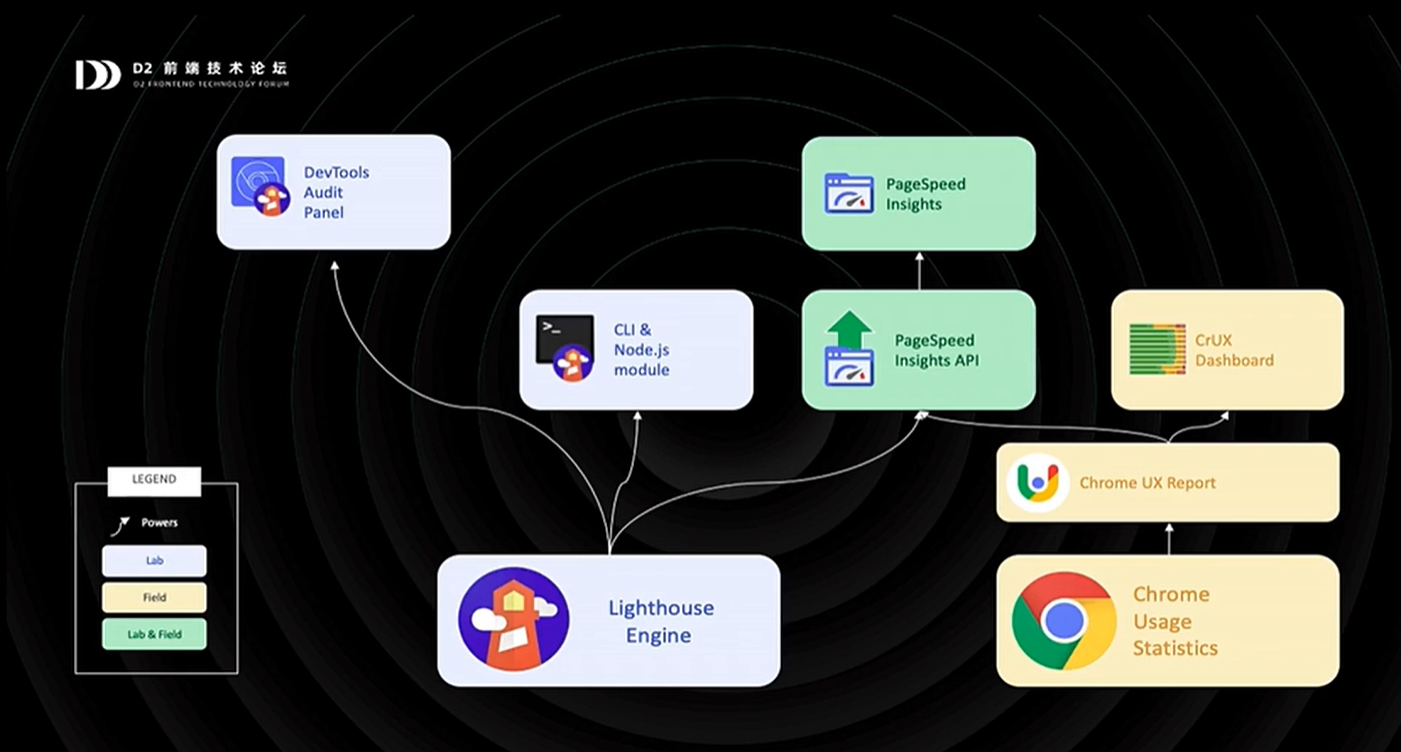 D2 前端技术论坛
D2 FRONTEND TECHNOLOGY FORUM
DevTools
Audit
Panel
PageSpeed
Insights
>_
CLI &
Node.js
module
PageSpeed
Insights API
CrUX
Dashboard
LEGEND
Powers
Lab
Field
Lab & Field
Chrome UX Report
Lighthouse
Engine
Chrome
Usage
Statistics